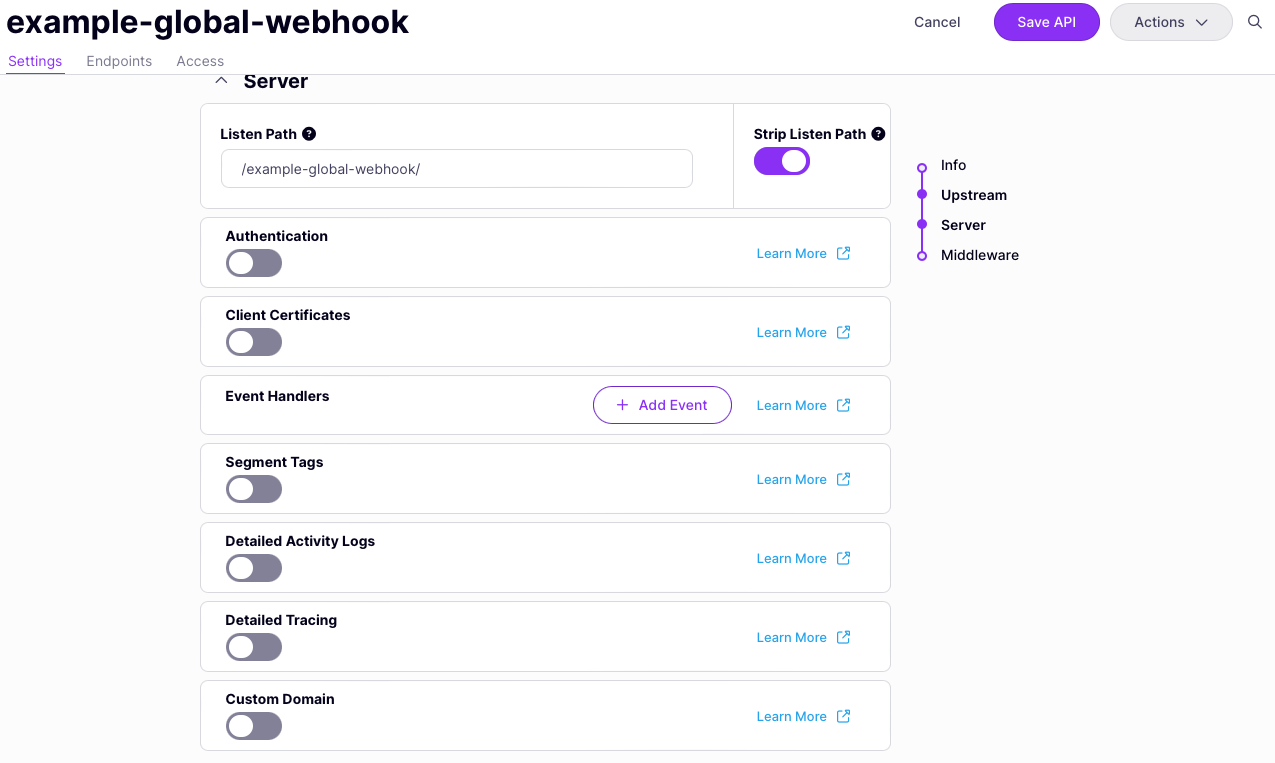 example-global-webhook
Cancel
Save API
Actions
Settings
Endpoints
Access
Server
Listen Path ?
Strip Listen Path ?
/example-global-webhook/
Info
Upstream
Server
Middleware
Authentication
Learn More
Client Certificates
Learn More
Event Handlers
+ Add Event
Learn More
Segment Tags
Learn More
Detailed Activity Logs
Learn More
Detailed Tracing
Learn More
Custom Domain
Learn More